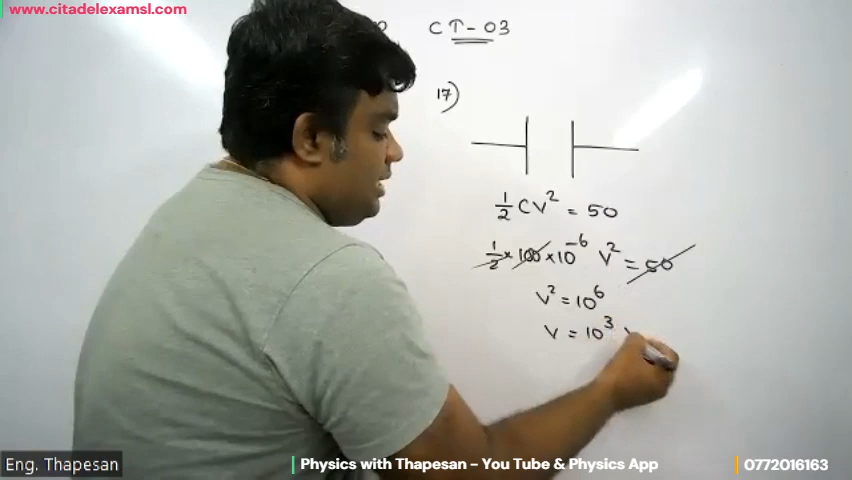 www.citadelexamsl.com
CT-03
17)
½CV² = 50
½ × 100 × 10⁻⁶ V² = 50
V² = 10⁶
V = 10³
Eng. Thapesan
Physics with Thapesan – You Tube & Physics App
0772016163